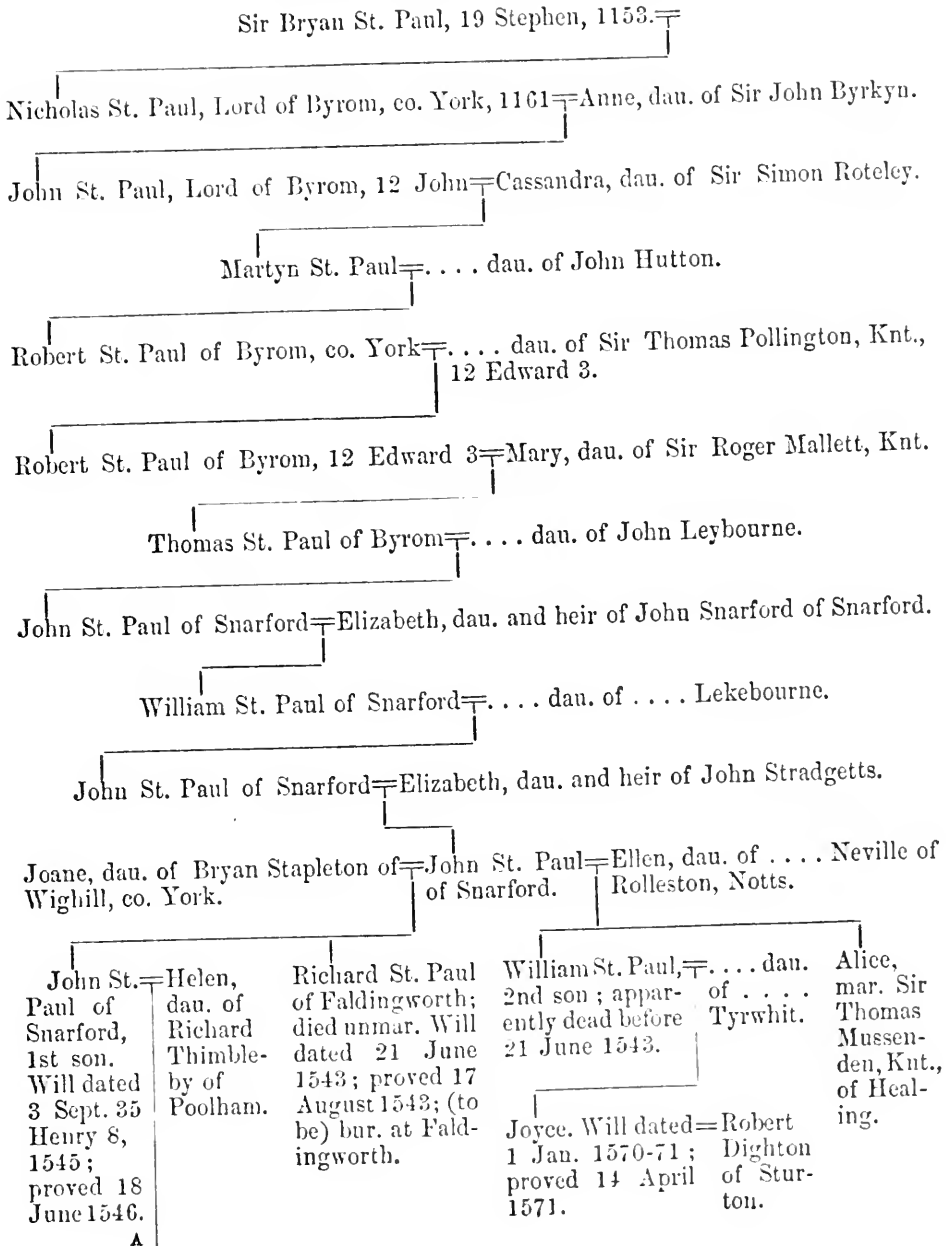 Sir Bryan St. Paul, 19 Stephen, 1153.
Nicholas St. Paul, Lord of Byrom, co. York, 1161=Anne, dau. of Sir John Byrkyn.
John St. Paul, Lord of Byrom, 12 John=Cassandra, dau. of Sir Simon Roteley.
Martyn St. Paul=. . . . dau. of John Hutton.
Robert St. Paul of Byrom, co. York=. . . . dau. of Sir Thomas Pollington, Knt.,
12 Edward 3.
Robert St. Paul of Byrom, 12 Edward 3=Mary, dau. of Sir Roger Mallett, Knt.
Thomas St. Paul of Byrom=. . . . dau. of John Leybourne.
John St. Paul of Snarford=Elizabeth, dau. and heir of John Snarford of Snarford.
William St. Paul of Snarford=. . . . dau. of . . . . Lekebourne.
John St. Paul of Snarford=Elizabeth, dau. and heir of John Stradgetts.
Joane, dau. of Bryan Stapleton of=John St. Paul=Ellen, dau. of . . . . Neville of
Wighill, co. York.
of Snarford.
Rolleston, Notts.
John St.=
Paul of
Snarford,
1st son.
Will dated
3 Sept. 35
Henry 8,
1545;
proved 18
June 1546.
A
Helen,
dau. of
Richard
Thimble-
by of
Poolham.
Richard St. Paul
of Faldingworth;
died unmar. Will
dated 21 June
1543; proved 17
August 1543; (to
be) bur. at Fald-
ingworth.
William St. Paul,=
2nd son; appar-
ently dead before
21 June 1543.
. . . . dau.
of . . . .
Tyrwhit.
Joyce. Will dated=
1 Jan. 1570-71;
proved 14 April
1571.
Robert
Dighton
of Stur-
ton.
Alice,
mar. Sir
Thomas
Mussen-
den, Knt.,
of Heal-
ing.